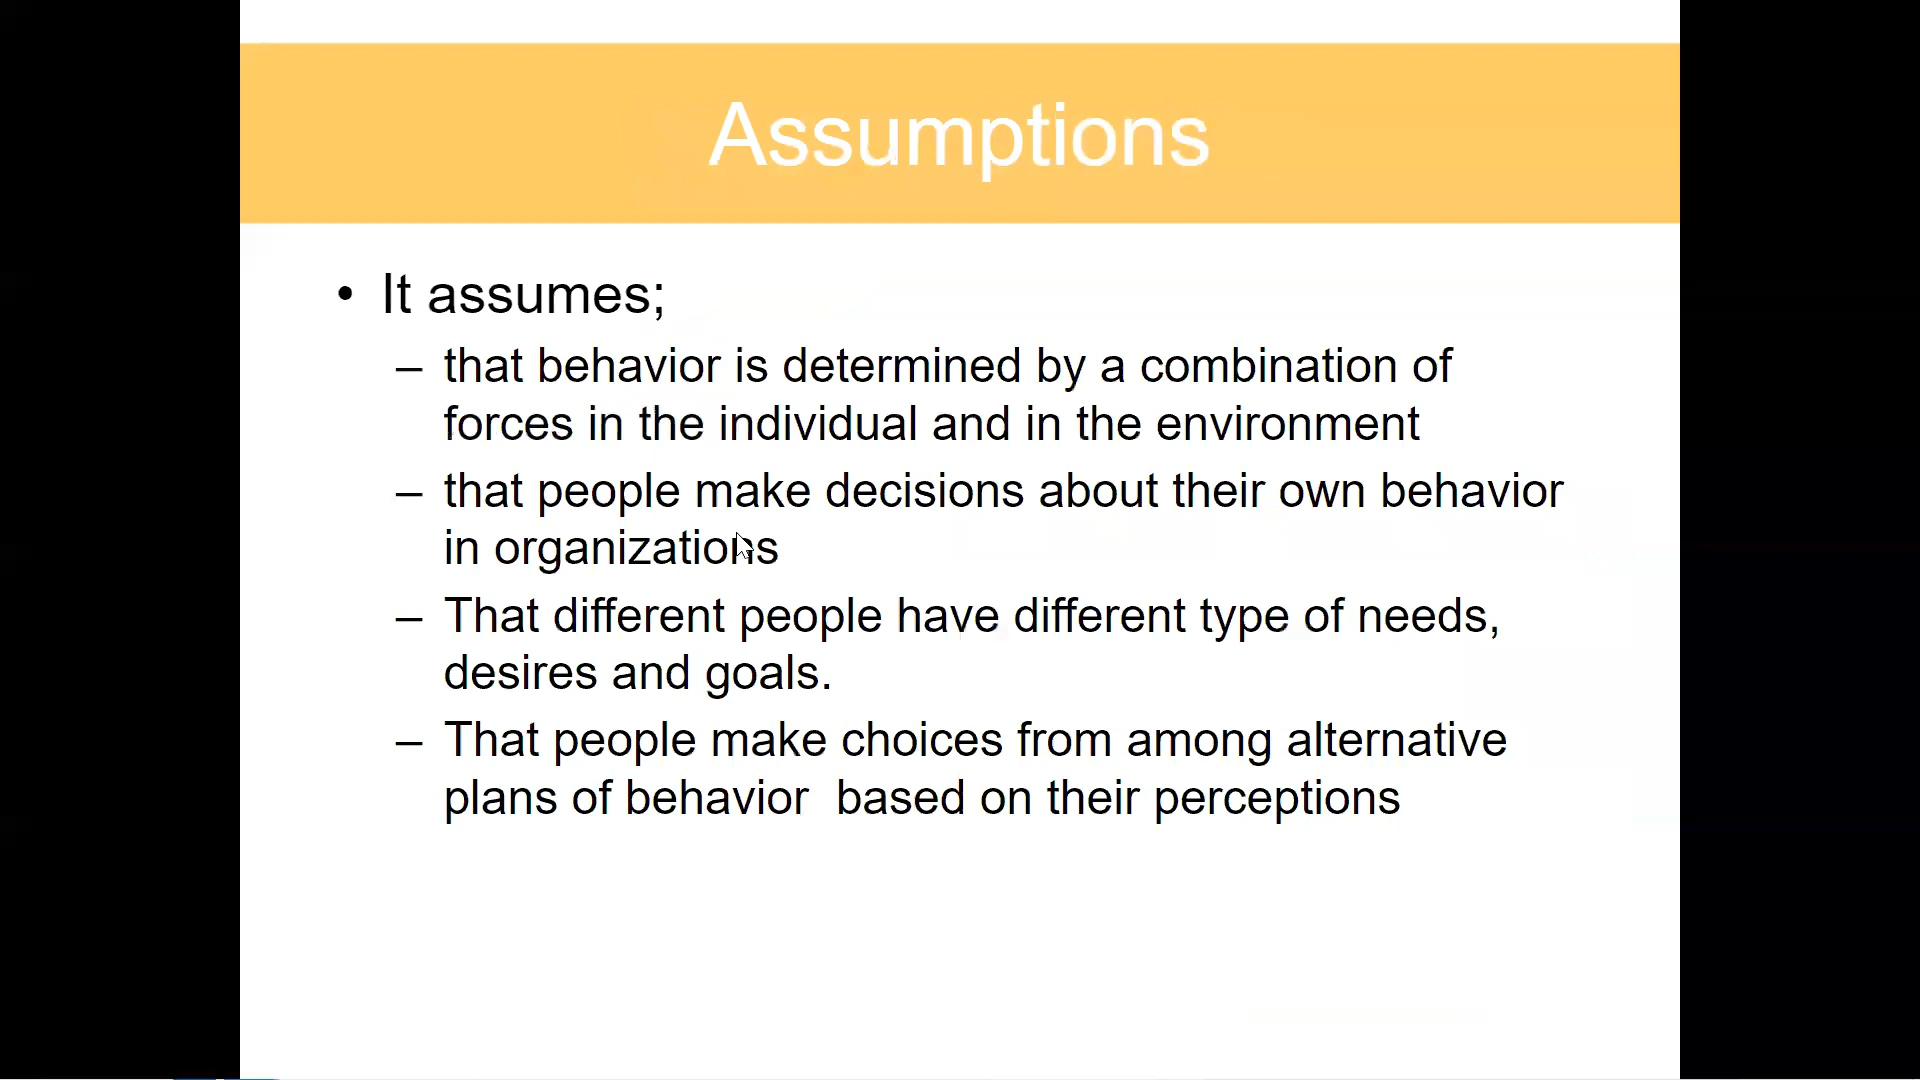 Assumptions
• It assumes;
– that behavior is determined by a combination of
forces in the individual and in the environment
– that people make decisions about their own behavior
in organizations
– That different people have different type of needs,
desires and goals.
– That people make choices from among alternative
plans of behavior  based on their perceptions